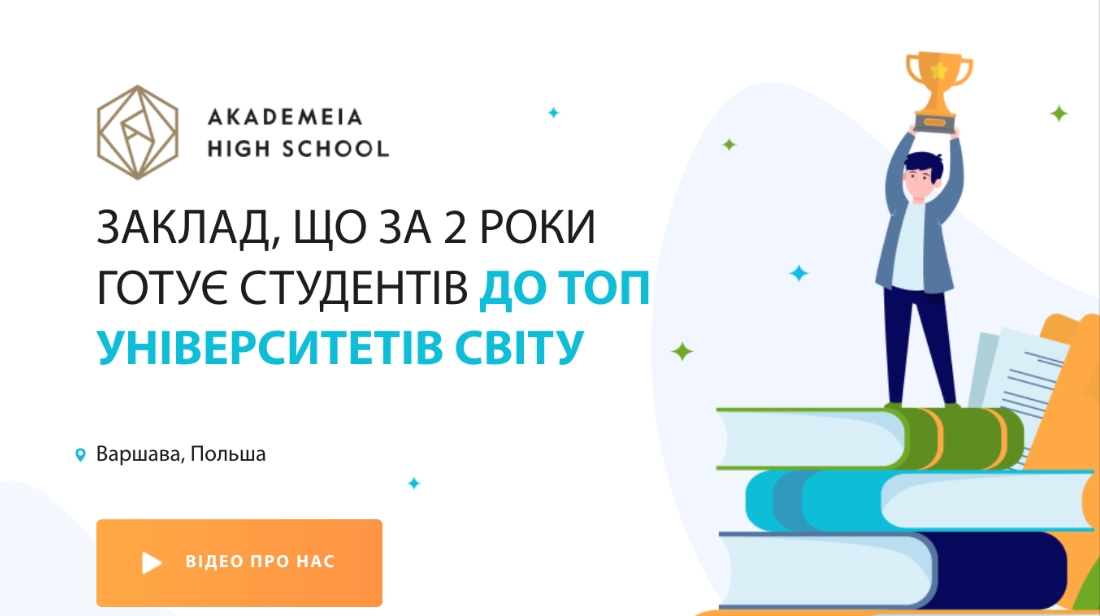 AKADEMEIA
HIGH SCHOOL
ЗАКЛАД, ЩО ЗА 2 РОКИ
ГОТУЄ СТУДЕНТІВ ДО ТОП
УНІВЕРСИТЕТІВ СВІТУ
Варшава, Польша
ВІДЕО ПРО НАС